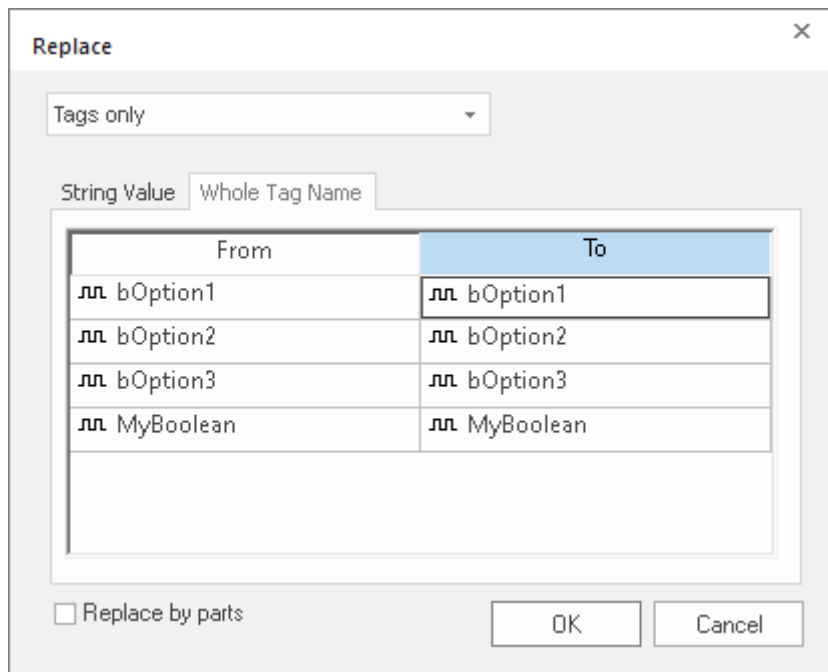 Replace
Tags only
String Value Whole Tag Name
From To
bOption1 bOption1
bOption2 bOption2
bOption3 bOption3
MyBoolean MyBoolean
Replace by parts OK Cancel